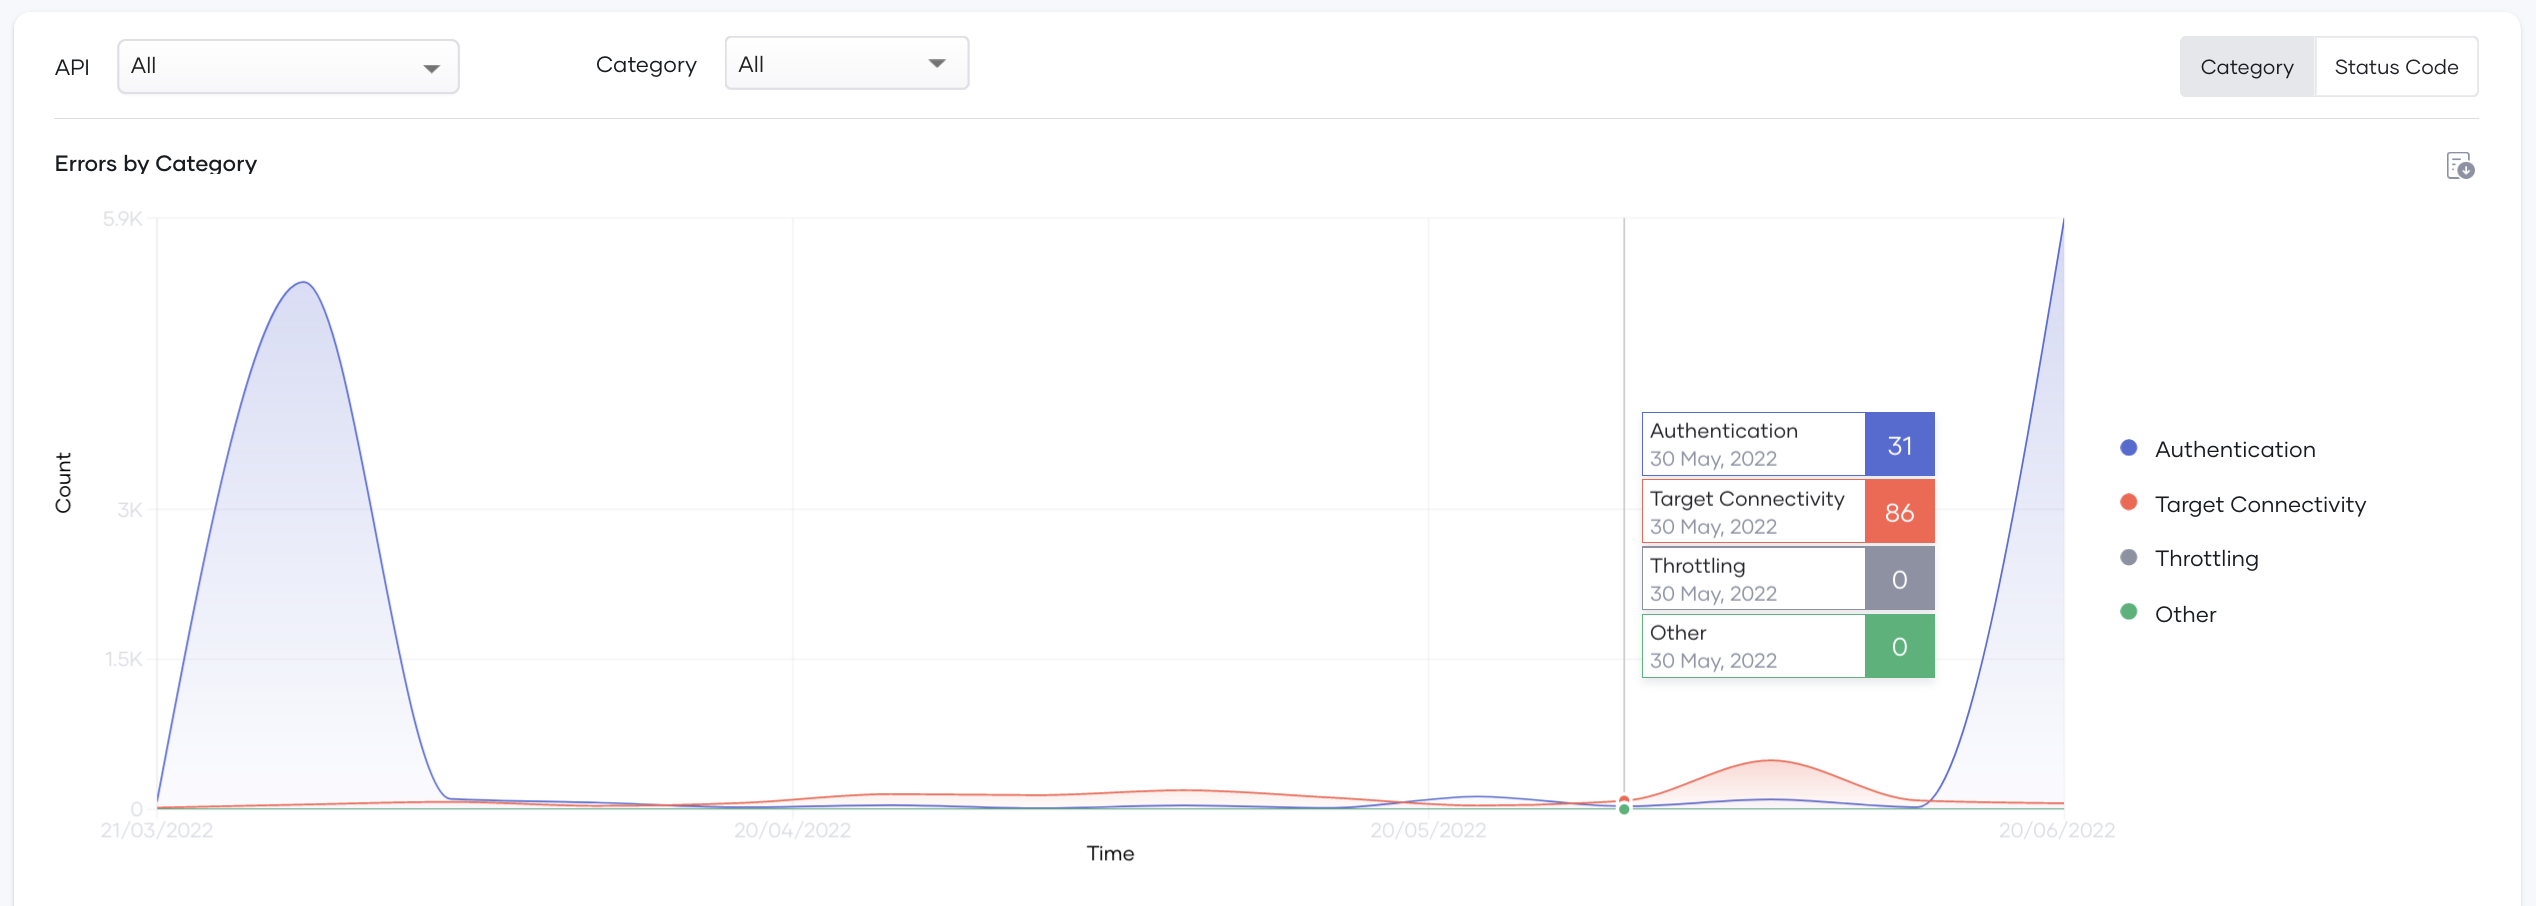 API
All
Category
All
Category
Status Code
Errors by Category
5.9K
3K
1.5K
0
Count
21/03/2022
20/04/2022
20/05/2022
20/06/2022
Time
Authentication
30 May, 2022
31
Target Connectivity
30 May, 2022
86
Throttling
30 May, 2022
0
Other
30 May, 2022
0
Authentication
Target Connectivity
Throttling
Other